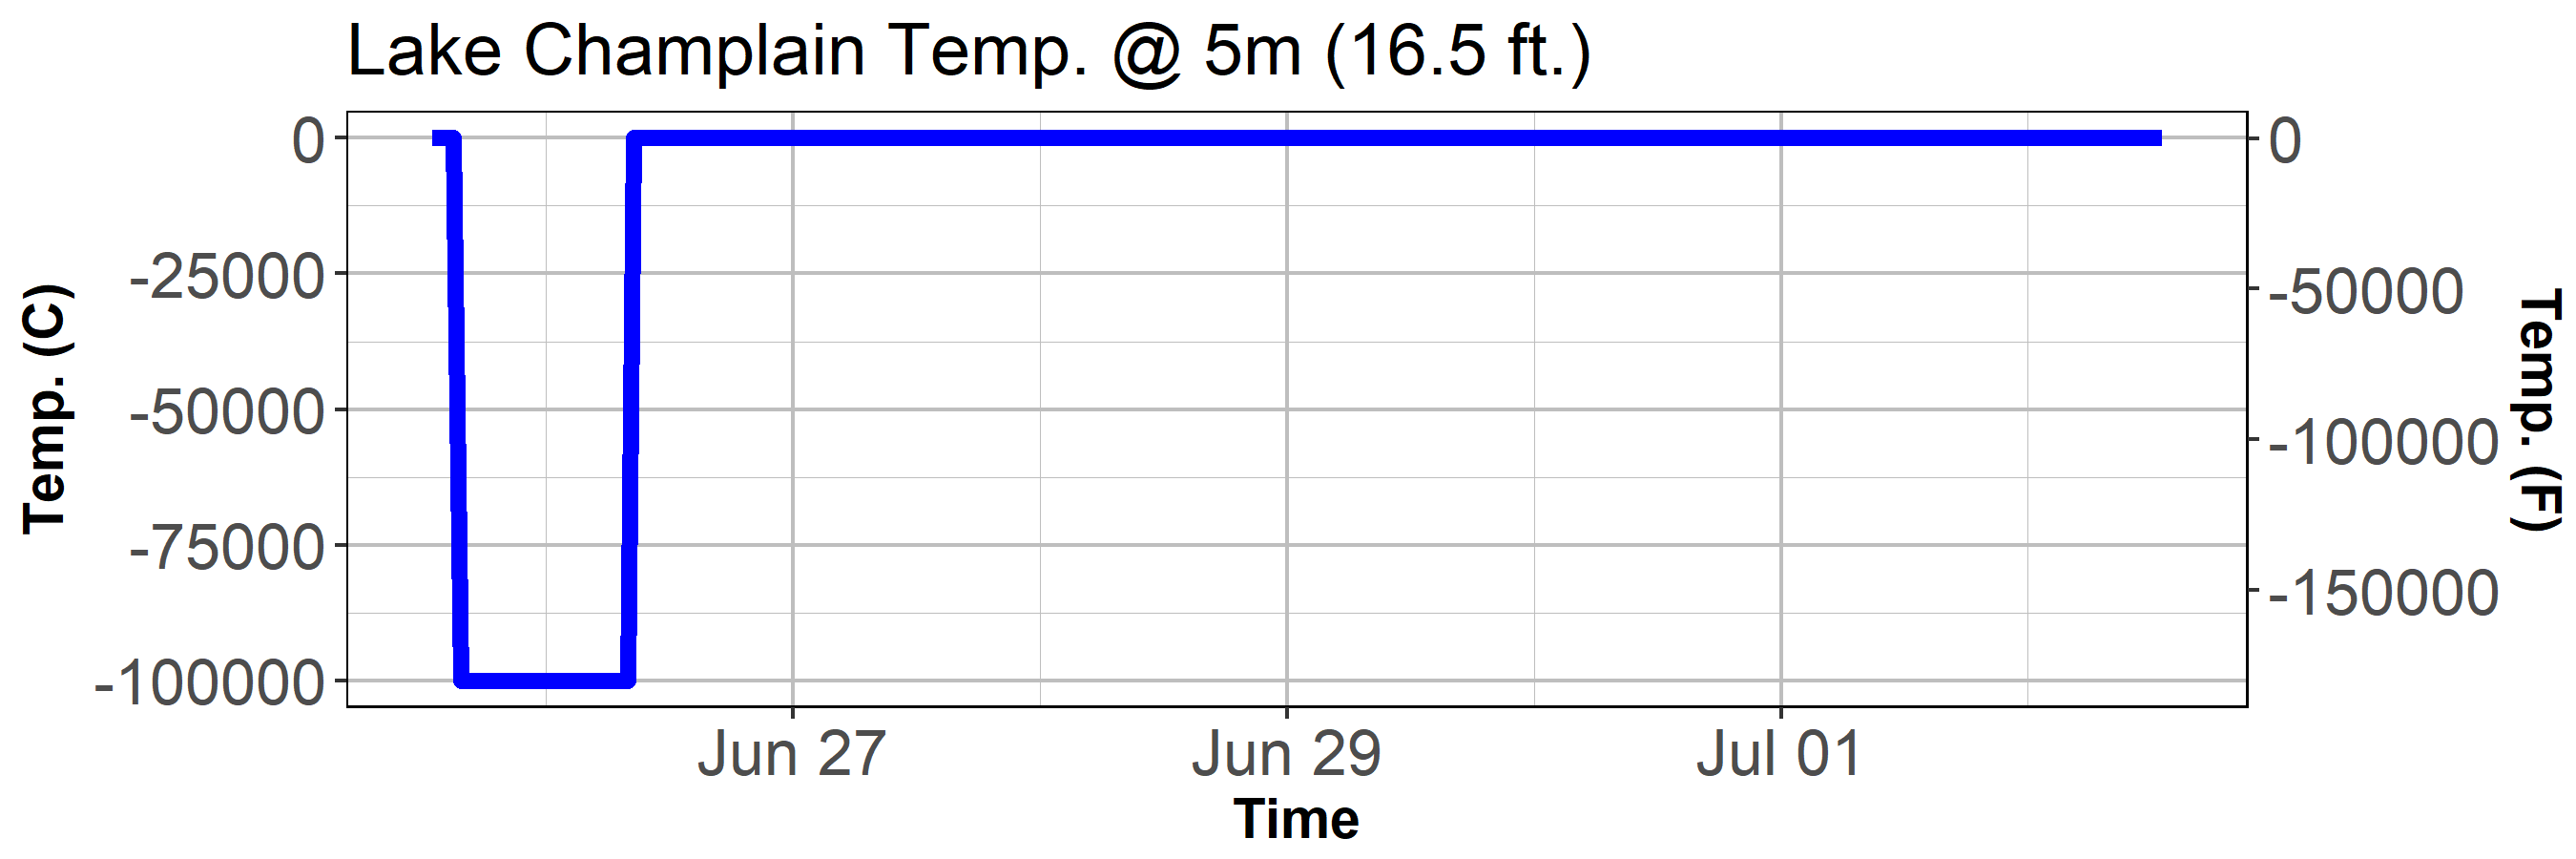 Lake Champlain Temp. @ 5m (16.5 ft.)
0
-25000
-50000
-75000
-100000
Temp. (C)
0
-50000
-100000
-150000
Temp. (F)
Jun 27
Jun 29
Jul 01
Time